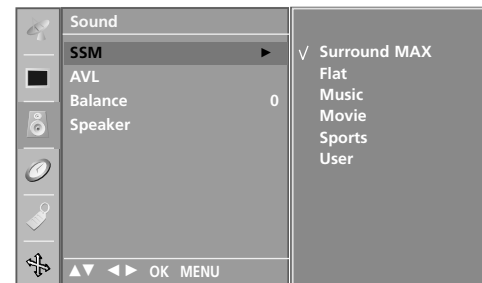 Sound
SSM ►
AVL
Balance 0
Speaker
▲▼ ◄► OK MENU
√ Surround MAX
Flat
Music
Movie
Sports
User